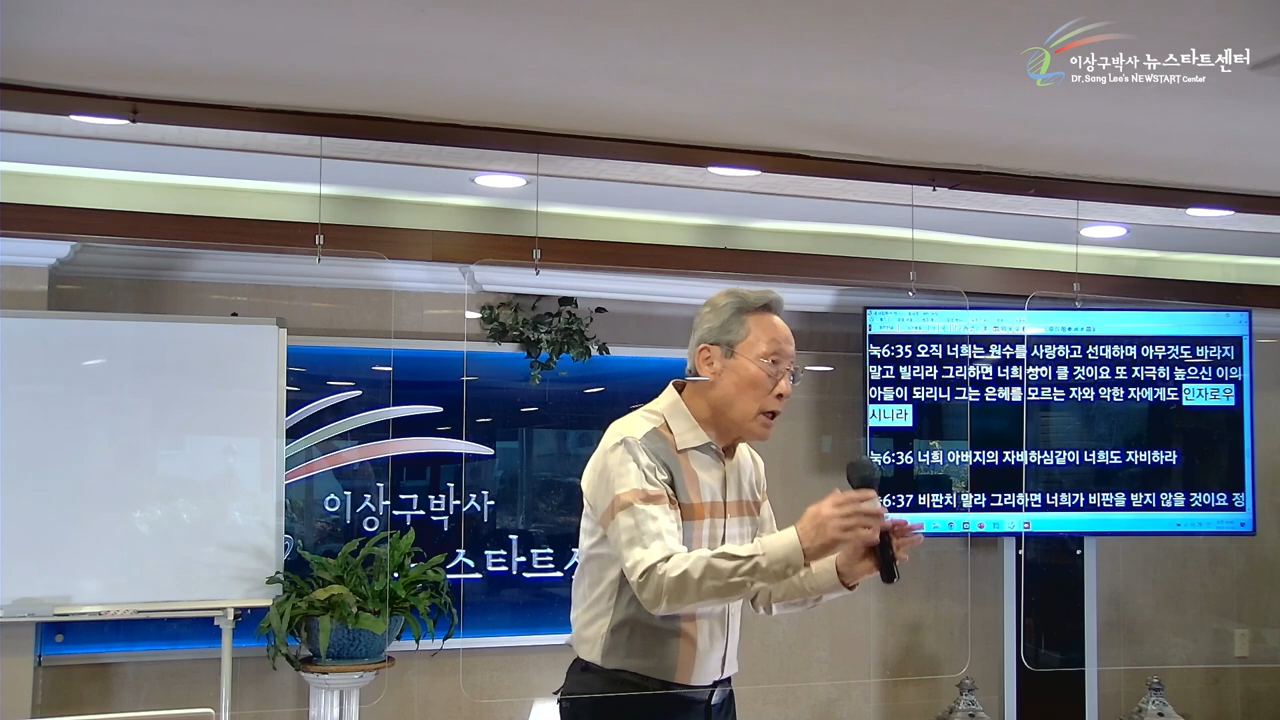 이상구박사 뉴스타트센터
Dr. Sang Lee's NEWSTART Center
눅6:35 오직 너희는 원수를 사랑하고 선대하며 아무것도 바라지
말고 빌리라 그리하면 너희 상이 클 것이요 또 지극히 높으신 이의
아들이 되리니 그는 은혜를 모르는 자와 악한 자에게도 인자로우
시니라
눅6:36 너희 아버지의 자비하심같이 너희도 자비하라
눅6:37 비판치 말라 그리하면 너희가 비판을 받지 않을 것이요 정
이상구박사
뉴스타트